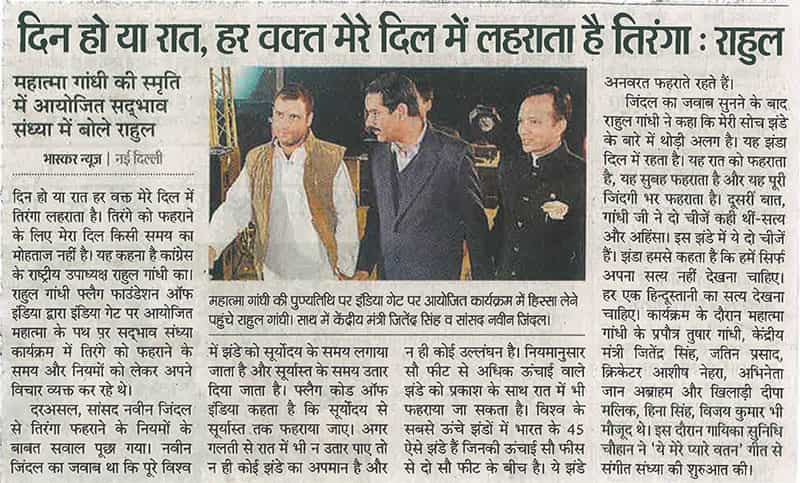 दिन हो या रात, हर वक्त मेरे दिल में लहराता है तिरंगा : राहुल
महात्मा गांधी की स्मृति
में आयोजित सद्भाव
संध्या में बोले राहुल
भास्कर न्यूज | नई दिल्ली
दिन हो या रात हर वक्त मेरे दिल में
तिरंगा लहराता है। तिरंगे को फहराने
के लिए मेरा दिल किसी समय का
मोहताज नहीं है। यह कहना है कांग्रेस
के राष्ट्रीय उपाध्यक्ष राहुल गांधी का।
राहुल गांधी फ्लैग फाउंडेशन ऑफ
इंडिया द्वारा इंडिया गेट पर आयोजित
महात्मा के पथ पर सद्भाव संध्या
कार्यक्रम में तिरंगे को फहराने के
समय और नियमों को लेकर अपने
विचार व्यक्त कर रहे थे।
दरअसल, सांसद नवीन जिंदल
से तिरंगा फहराने के नियमों के
बाबत सवाल पूछा गया। नवीन
जिंदल का जवाब था कि पूरे विश्व
महात्मा गांधी की पुण्यतिथि पर इंडिया गेट पर आयोजित कार्यक्रम में हिस्सा लेने
पहुंचे राहुल गांधी। साथ में केंद्रीय मंत्री जितेंद्र सिंह व सांसद नवीन जिंदल।
में झंडे को सूर्योदय के समय लगाया
जाता है और सूर्यास्त के समय उतार
दिया जाता है। फ्लैग कोड ऑफ
इंडिया कहता है कि सूर्योदय से
सूर्यास्त तक फहराया जाए। अगर
गलती से रात में भी न उतार पाए तो
न ही कोई झंडे का अपमान है और
न ही कोई उल्लंघन है। नियमानुसार
सौ फीट से अधिक ऊंचाई वाले
झंडे को प्रकाश के साथ रात में भी
फहराया जा सकता है। विश्व के
सबसे ऊंचे झंडों में भारत के 45
ऐसे झंडे हैं जिनकी ऊंचाई सौ फीस
से दो सौ फीट के बीच है। ये झंडे
अनवरत फहराते रहते हैं।
जिंदल का जवाब सुनने के बाद
राहुल गांधी ने कहा कि मेरी सोच झंडे
के बारे में थोड़ी अलग है। यह झंडा
दिल में रहता है। यह रात को फहराता
है, यह सुबह फहराता है और यह पूरी
जिंदगी भर फहराता है। दूसरीं बात,
गांधी जी ने दो चीजें कही थीं-सत्य
और अहिंसा। इस झंडे में ये दो चीजें
हैं। झंडा हमसे कहता है कि हमें सिर्फ
अपना सत्य नहीं देखना चाहिए।
हर एक हिन्दूस्तानी का सत्य देखना
चाहिए। कार्यक्रम के दौरान महात्मा
गांधी के प्रपौत्र तुषार गांधी, केंद्रीय
मंत्री जितेंद्र सिंह, जतिन प्रसाद,
क्रिकेटर आशीष नेहरा, अभिनेता
जान अब्राहम और खिलाड़ी दीपा
मलिक, हिना सिंह, विजय कुमार भी
मौजूद थे। इस दौरान गायिका सुनिधि
चौहान ने 'ये मेरे प्यारे वतन' गीत से
संगीत संध्या की शुरुआत की।